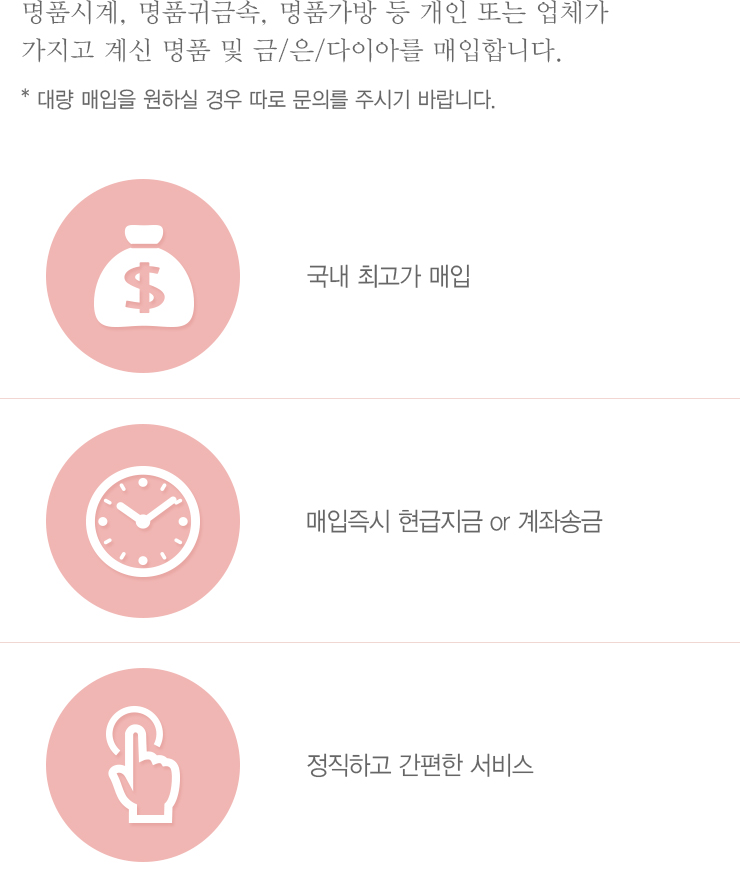 명품시계, 명품귀금속, 명품가방 등 개인 또는 업체가
가지고 계신 명품 및 금/은/다이아를 매입합니다.
* 대량 매입을 원하실 경우 따로 문의를 주시기 바랍니다.
$
국내 최고가 매입
매입즉시 현급지금 or 계좌송금
정직하고 간편한 서비스